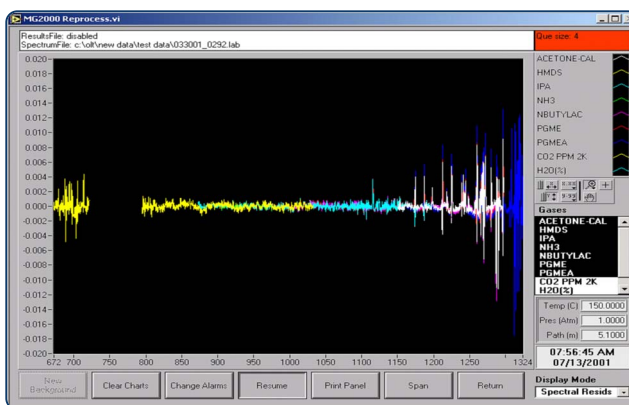 MG2000 Reprocess.vi
ResultsFile: disabled
SpectrumFile: c:\olt\new data\test data\033001_0292.lab
Que size: 4
0.020
0.018
0.016
0.014
0.012
0.010
0.008
0.006
0.004
0.002
0.000
-0.002
-0.004
-0.006
-0.008
-0.010
-0.012
-0.014
-0.016
-0.018
-0.020
672 700 750 800 850 900 950 1000 1050 1100 1150 1200 1250 1324
ACETONE-CAL
HMDS
IPA
NH3
NBUTYLAC
PGME
PGMEA
CO2 PPM 2K
H2O(%)
Gases
ACETONE-CAL
HMDS
IPA
NH3
NBUTYLAC
PGME
PGMEA
CO2 PPM 2K
H2O(%)
Temp (C) 150.0000
Pres (Atm) 1.0000
Path (m) 5.1000
07:56:45 AM
07/13/2001
Display Mode
Spectral Resids
New Background
Clear Charts
Change Alarms
Resume
Print Panel
Span
Return